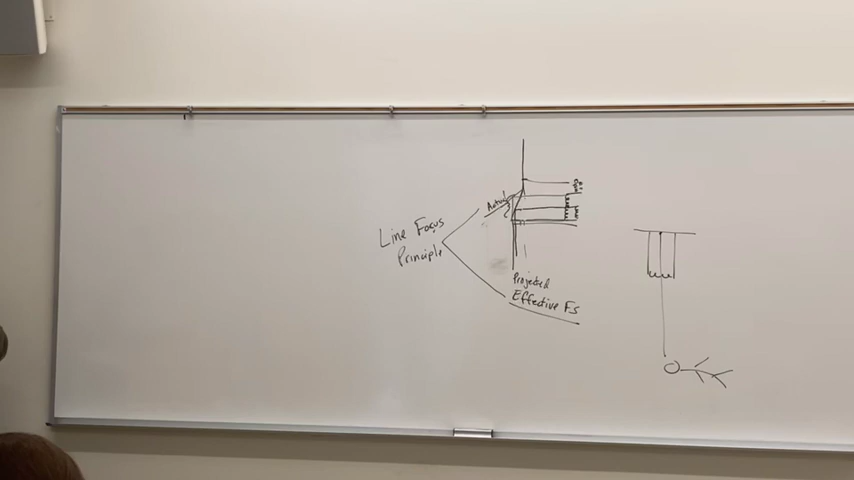 Actual
Line Focus
Principle
Projected
Effective Fs